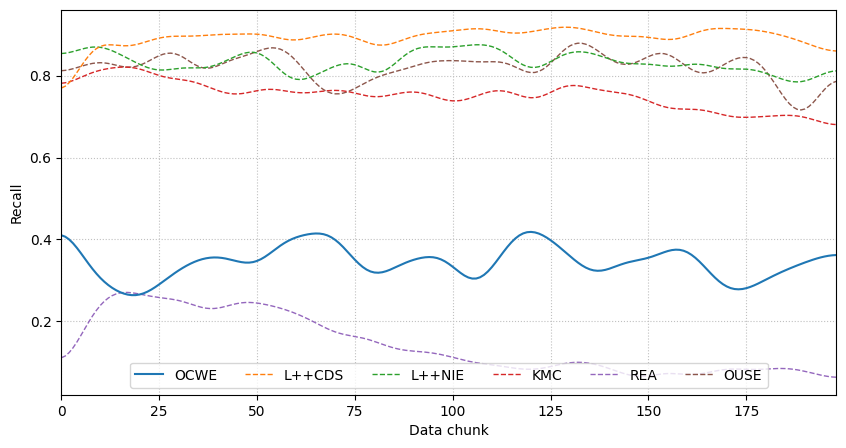 Recall
0.8
0.6
0.4
0.2
OCWE L++CDS L++NIE KMC REA OUSE
0 25 50 75 100 125 150 175
Data chunk